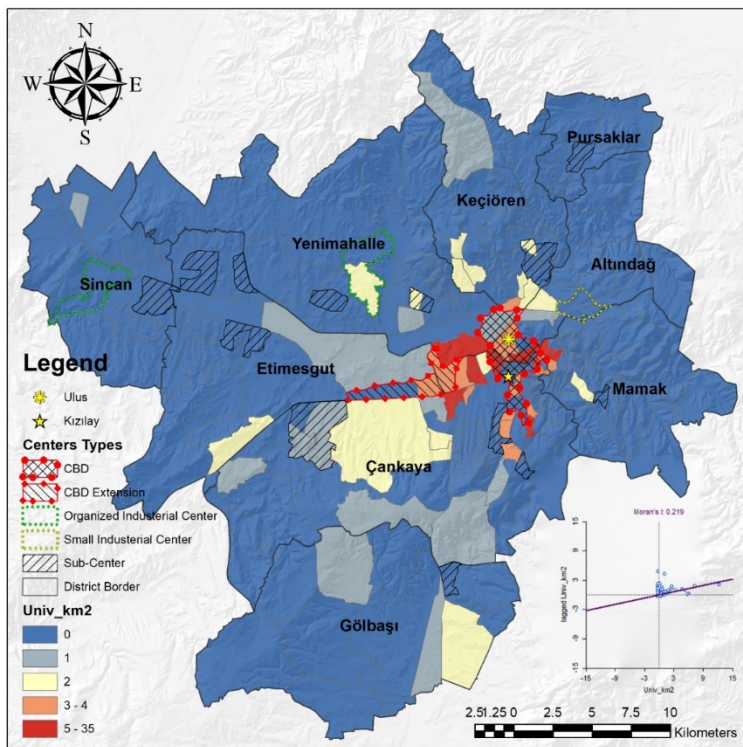 N
W E
S
Pursaklar
Keçiören
Yenimahalle
Altındağ
Sincan
Etimesgut
Mamak
Çankaya
Gölbaşı
Legend
Ulus
Kızılay
Centers Types
CBD
CBD Extension
Organized Industerial Center
Small Industerial Center
Sub-Center
District Border
Univ_km2
0
1
2
3 - 4
5 - 35
Moran's I: 0.219
lagged Univ_km2
15
9
3
-3
-9
-15
-15 -9 -3 3 9 15
Univ_km2
2.51.25 0 2.5 5 7.5 10
Kilometers